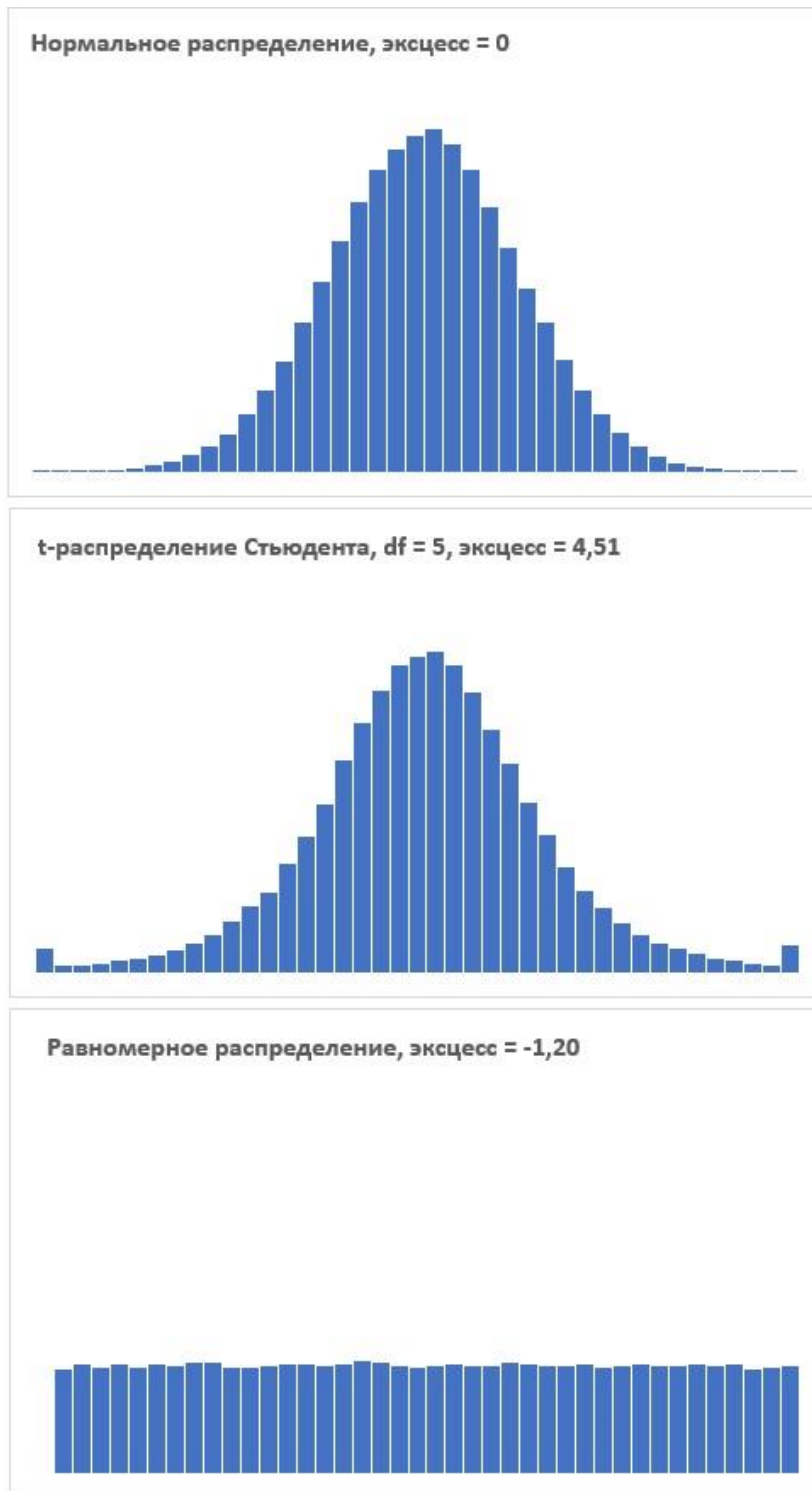 Нормальное распределение, эксцесс = 0
t-распределение Стьюдента, df = 5, эксцесс = 4,51
Равномерное распределение, эксцесс = -1,20